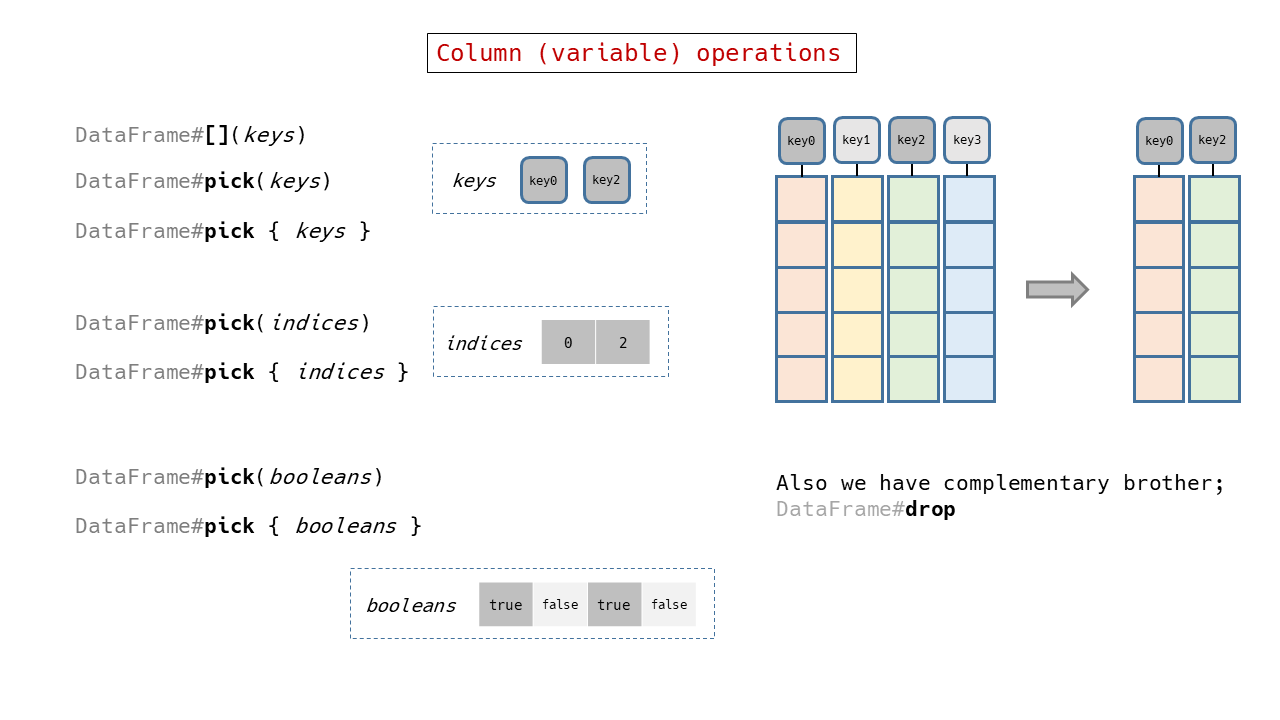 Column (variable) operations
DataFrame#[](keys)
DataFrame#pick(keys)
DataFrame#pick { keys }
keys key0 key2
DataFrame#pick(indices)
DataFrame#pick { indices }
indices 0 2
DataFrame#pick(booleans)
DataFrame#pick { booleans }
booleans true false true false
key0 key1 key2 key3
key0 key2
Also we have complementary brother;
DataFrame#drop